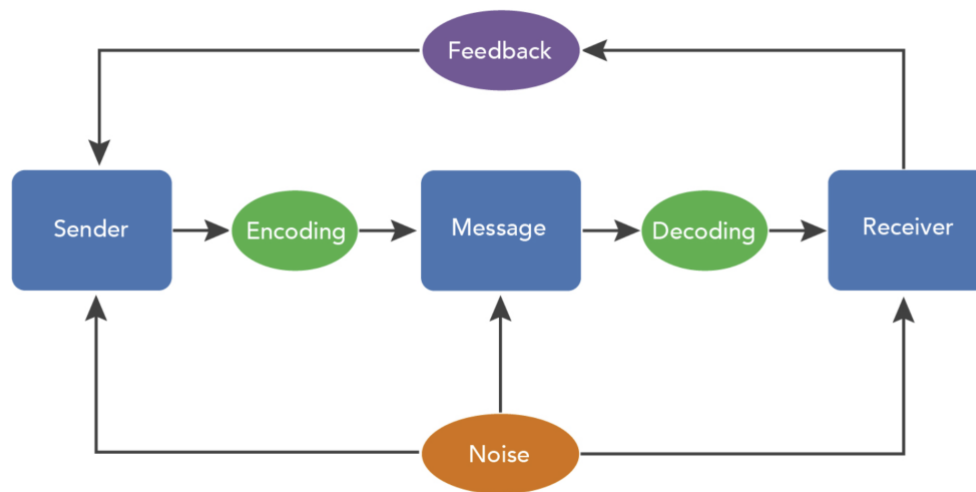 Feedback
Sender
Encoding
Message
Decoding
Receiver
Noise